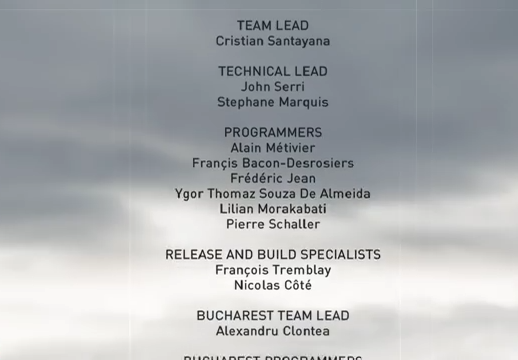 TEAM LEAD
Cristian Santayana
TECHNICAL LEAD
John Serri
Stephane Marquis
PROGRAMMERS
Alain Métivier
Françis Bacon-Desrosiers
Frédéric Jean
Ygor Thomaz Souza De Almeida
Lilian Morakabati
Pierre Schaller
RELEASE AND BUILD SPECIALISTS
François Tremblay
Nicolas Côté
BUCHAREST TEAM LEAD
Alexandru Clontea
BUCHAREST PROGRAMMERS